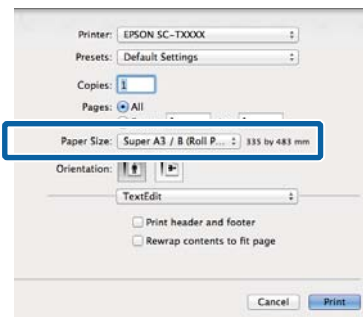 Printer: EPSON SC-TXXXX
Presets: Default Settings
Copies: 1
Pages: All
Paper Size: Super A3 / B (Roll P... 335 by 483 mm
Orientation:
TextEdit
Print header and footer
Rewrap contents to fit page
Cancel Print